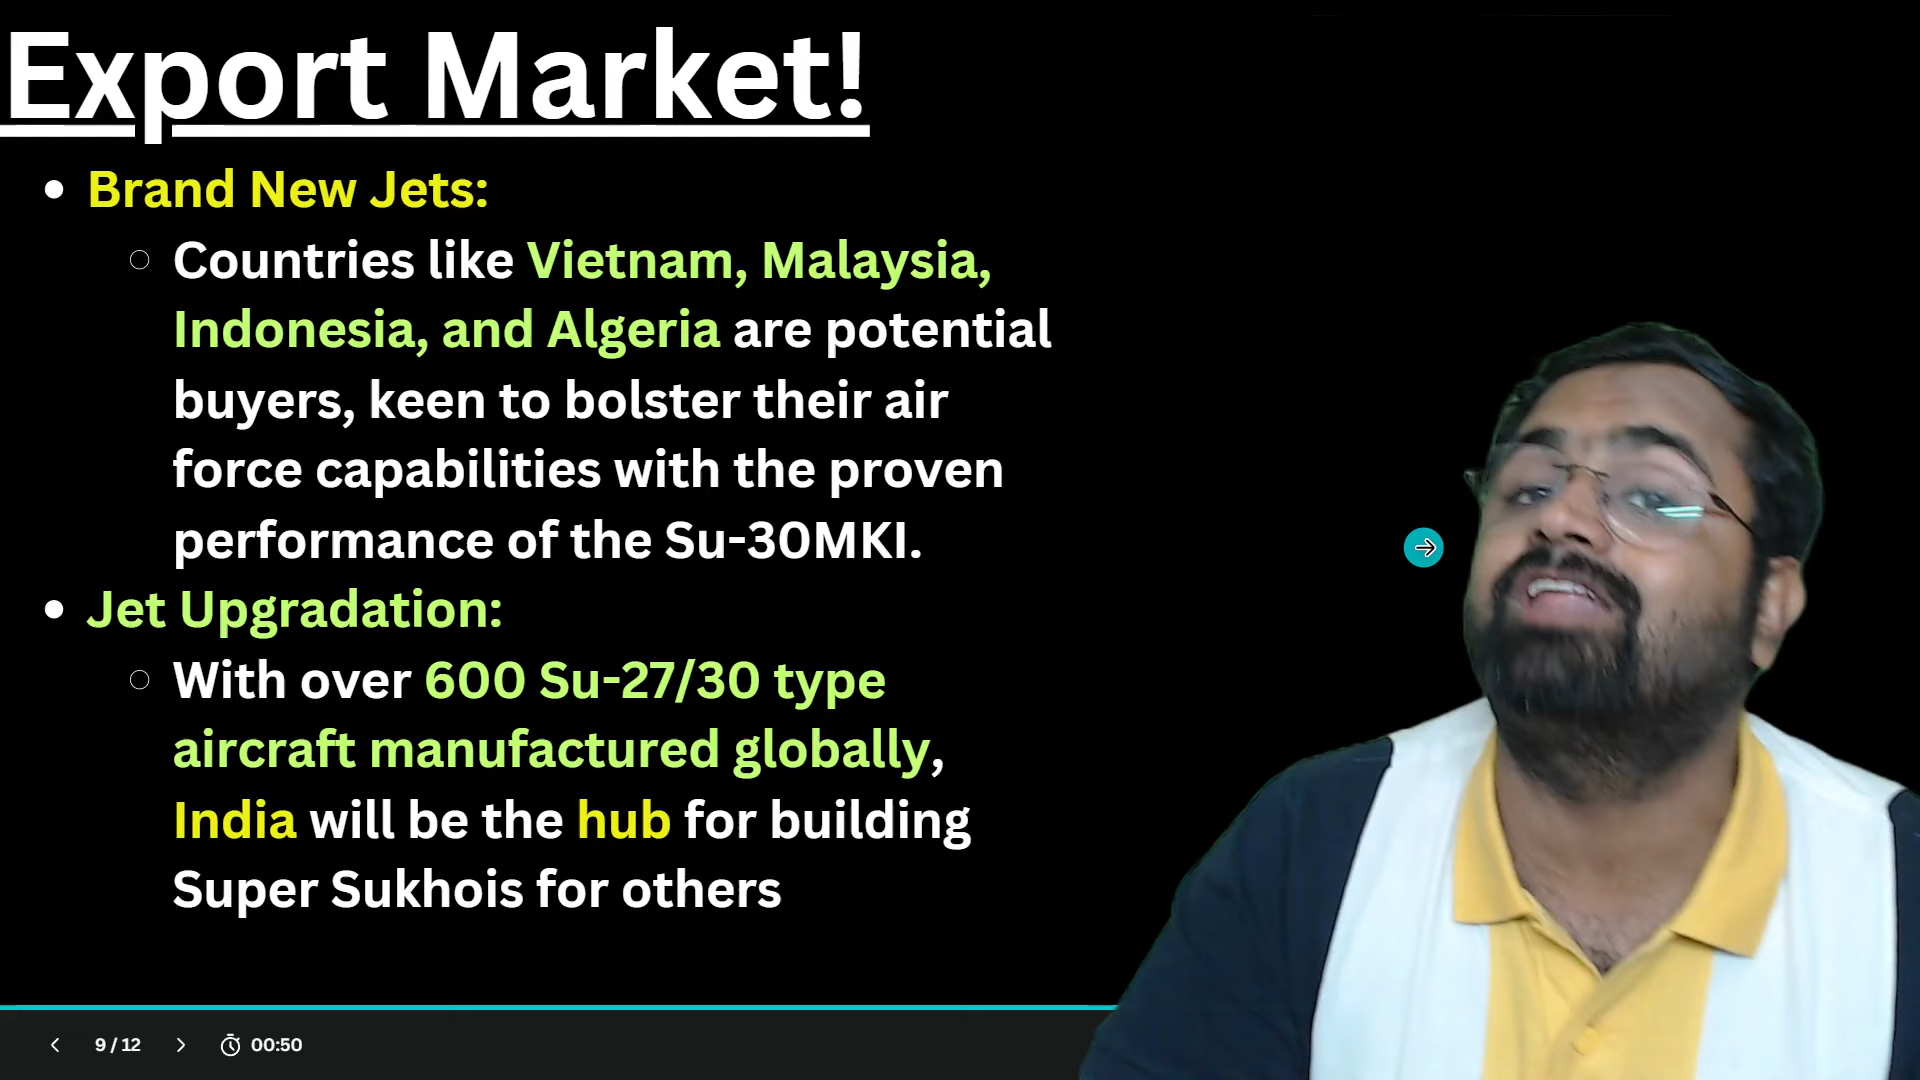 Export Market!
Brand New Jets:
Countries like Vietnam, Malaysia,
Indonesia, and Algeria are potential
buyers, keen to bolster their air
force capabilities with the proven
performance of the Su-30MKI.
Jet Upgradation:
With over 600 Su-27/30 type
aircraft manufactured globally,
India will be the hub for building
Super Sukhois for others
9 / 12 00:50